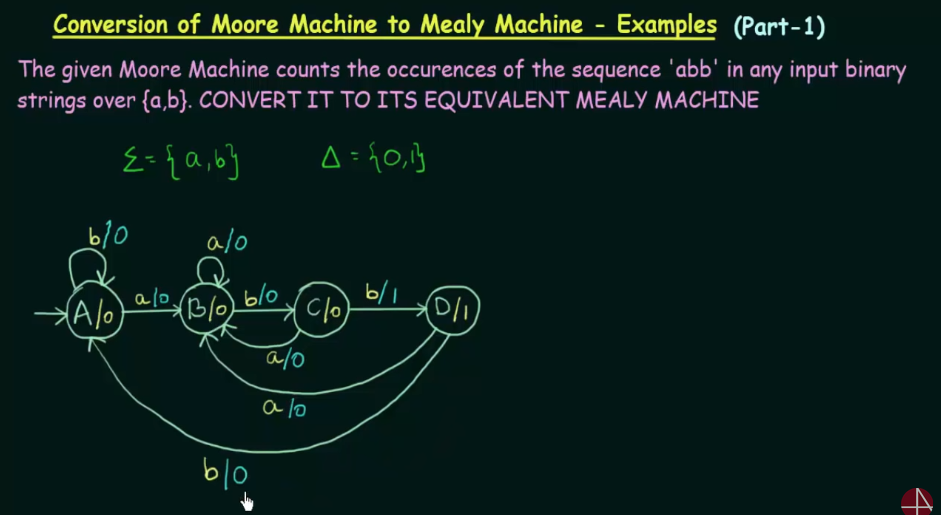 Conversion of Moore Machine to Mealy Machine - Examples (Part-1)
The given Moore Machine counts the occurences of the sequence 'abb' in any input binary
strings over {a,b}. CONVERT IT TO ITS EQUIVALENT MEALY MACHINE
Σ = {a,b}    Δ = {0,1}
b/0
a/0
A/0
a/0
B/0
b/0
C/0
b/1
D/1
a/0
a/0
b/0